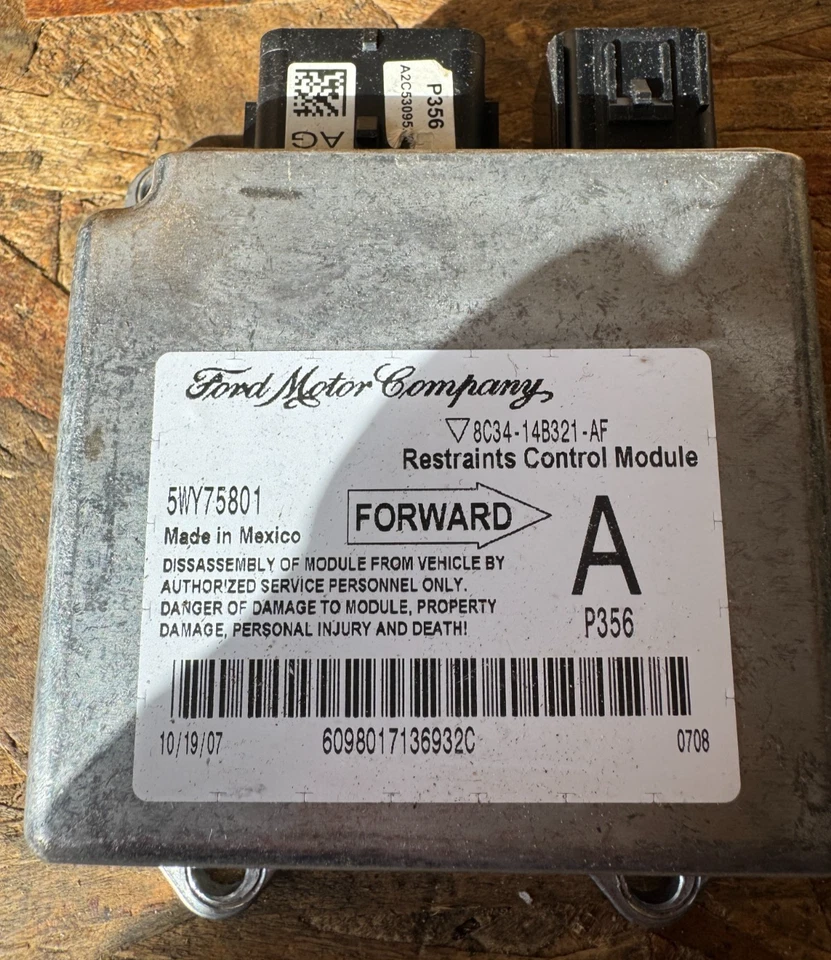 AG
P356
A2C53095
Ford Motor Company
8C34-14B321-AF
Restraints Control Module
5WY75801
FORWARD
A
Made in Mexico
DISSASSEMBLY OF MODULE FROM VEHICLE BY
AUTHORIZED SERVICE PERSONNEL ONLY.
DANGER OF DAMAGE TO MODULE, PROPERTY
DAMAGE, PERSONAL INJURY AND DEATH!
P356
10/19/07
6098017136932C
0708